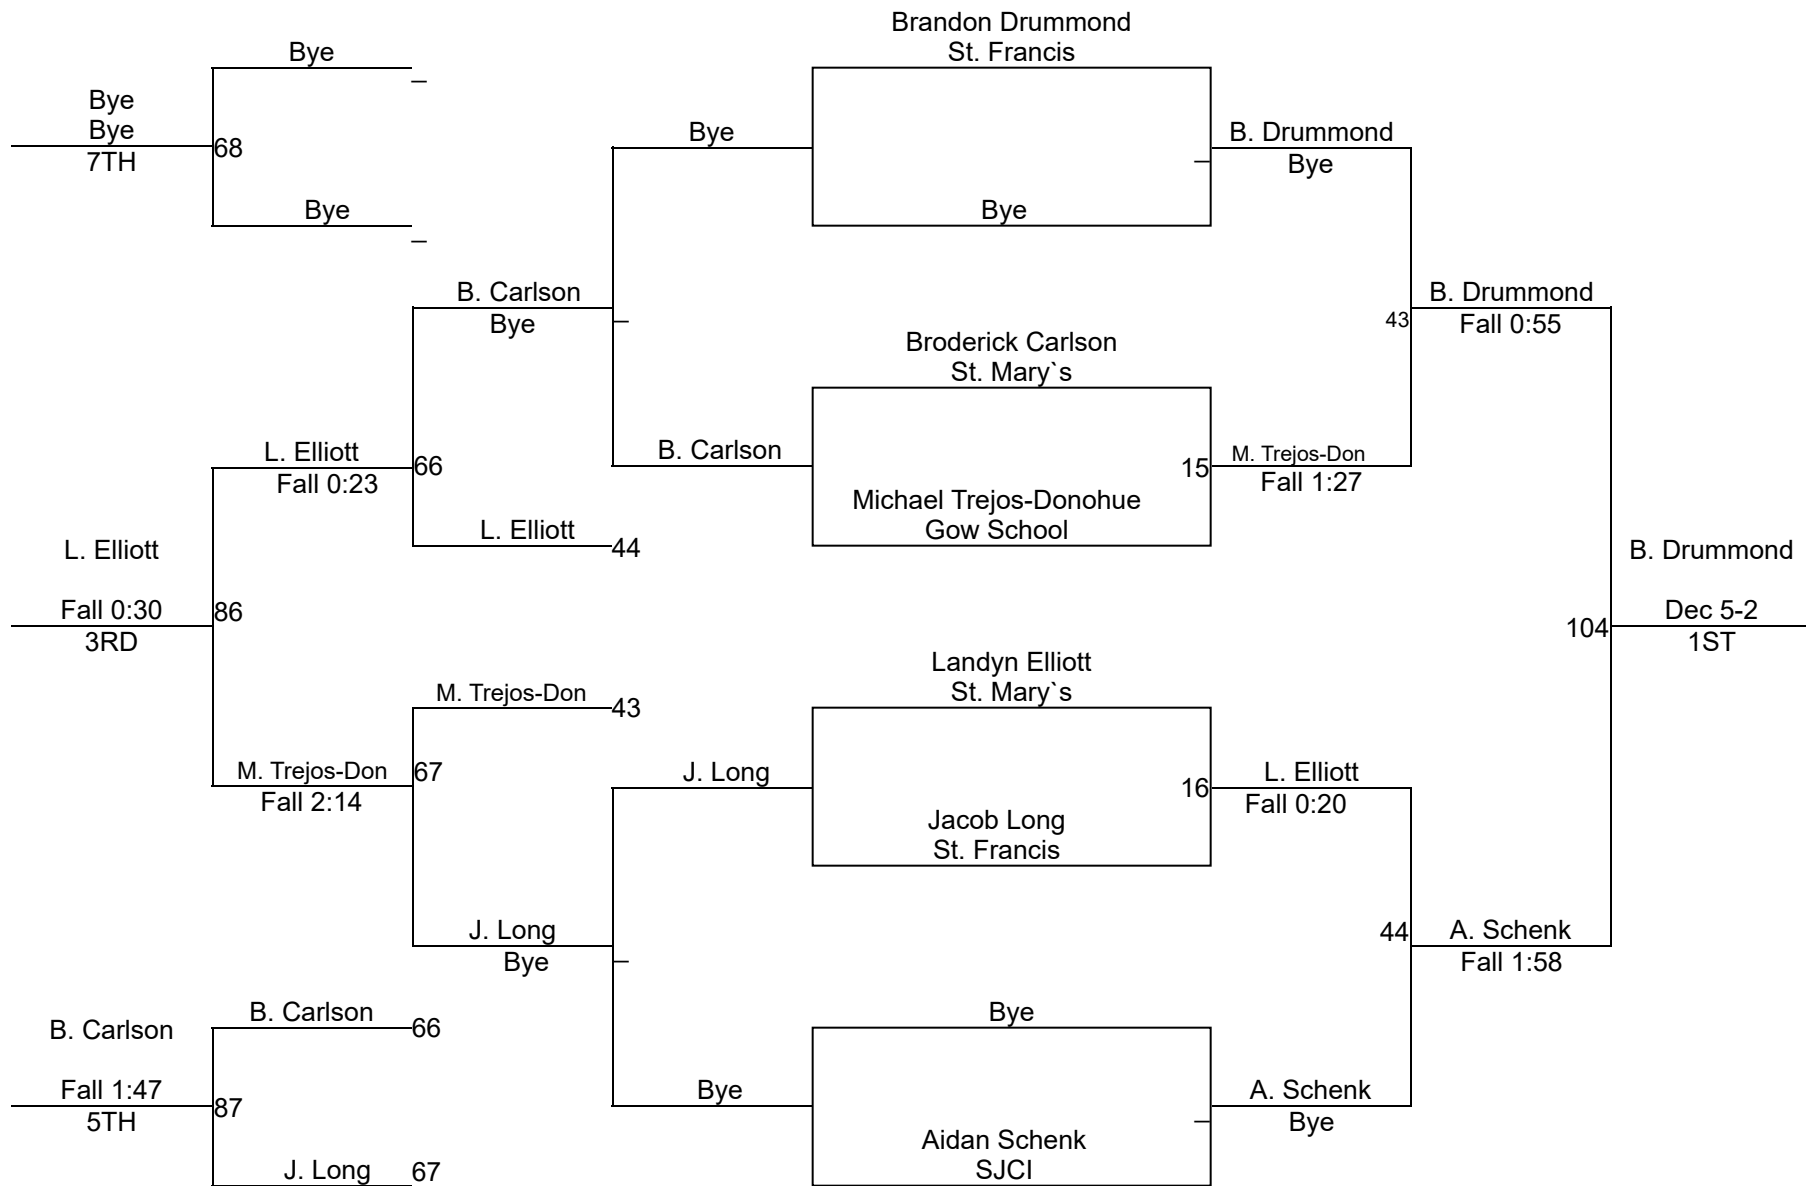 Brandon Drummond
St. Francis
Bye
_
Bye
Bye
7TH
68
Bye
B. Drummond
_
Bye
Bye
_
Bye
B. Carlson
Bye
_
B. Drummond
43
Fall 0:55
Broderick Carlson
St. Mary`s
L. Elliott
Fall 0:23
66
B. Carlson
15
M. Trejos-Don
Fall 1:27
Michael Trejos-Donohue
Gow School
L. Elliott
44
L. Elliott
Fall 0:30
3RD
86
B. Drummond
104
Dec 5-2
1ST
Landyn Elliott
St. Mary`s
M. Trejos-Don
43
M. Trejos-Don
Fall 2:14
67
J. Long
16
L. Elliott
Fall 0:20
Jacob Long
St. Francis
J. Long
Bye
_
44
A. Schenk
Fall 1:58
B. Carlson
66
B. Carlson
Fall 1:47
5TH
87
Bye
Bye
A. Schenk
_
Bye
Aidan Schenk
SJCI
J. Long
67